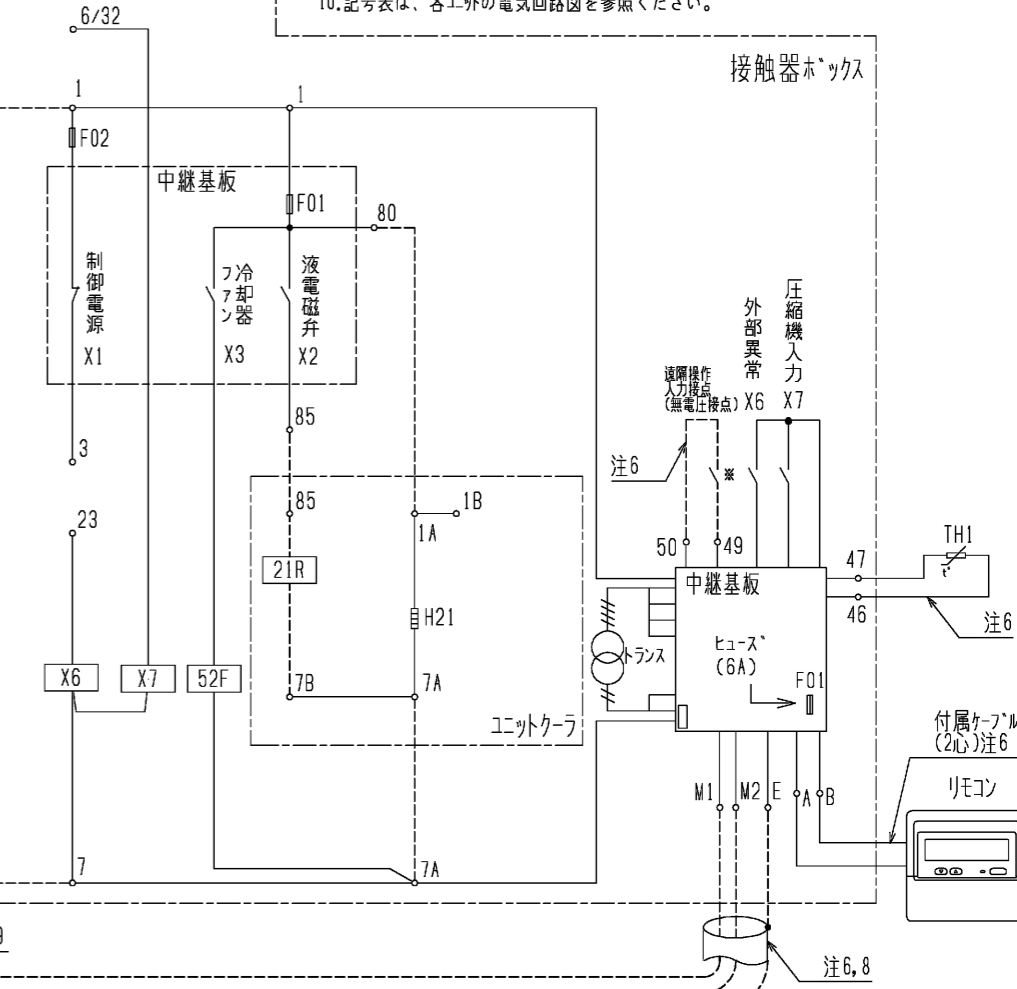 10.記号表は、各ユニットの電気回路図を参照ください。
6/32
接触器ボックス
1
1
F02
中継基板
F01
80
制御電源
X1
冷却器
ファン
X3
液電磁弁
X2
外部異常
X6
圧縮機入力
X7
遠隔操作
入力接点
(無電圧接点)
85
3
注6
※
85
1B
23
1A
50
49
TH1
t°
47
中継基板
21R
46
H21
注6
トランス
ヒューズ
(6A)
X6
X7
52F
F01
7B
7A
ユニットクーラ
付属ケーブル
(2心)注6
M1
M2
E
A
B
リモコン
7
7A
9
注6,8